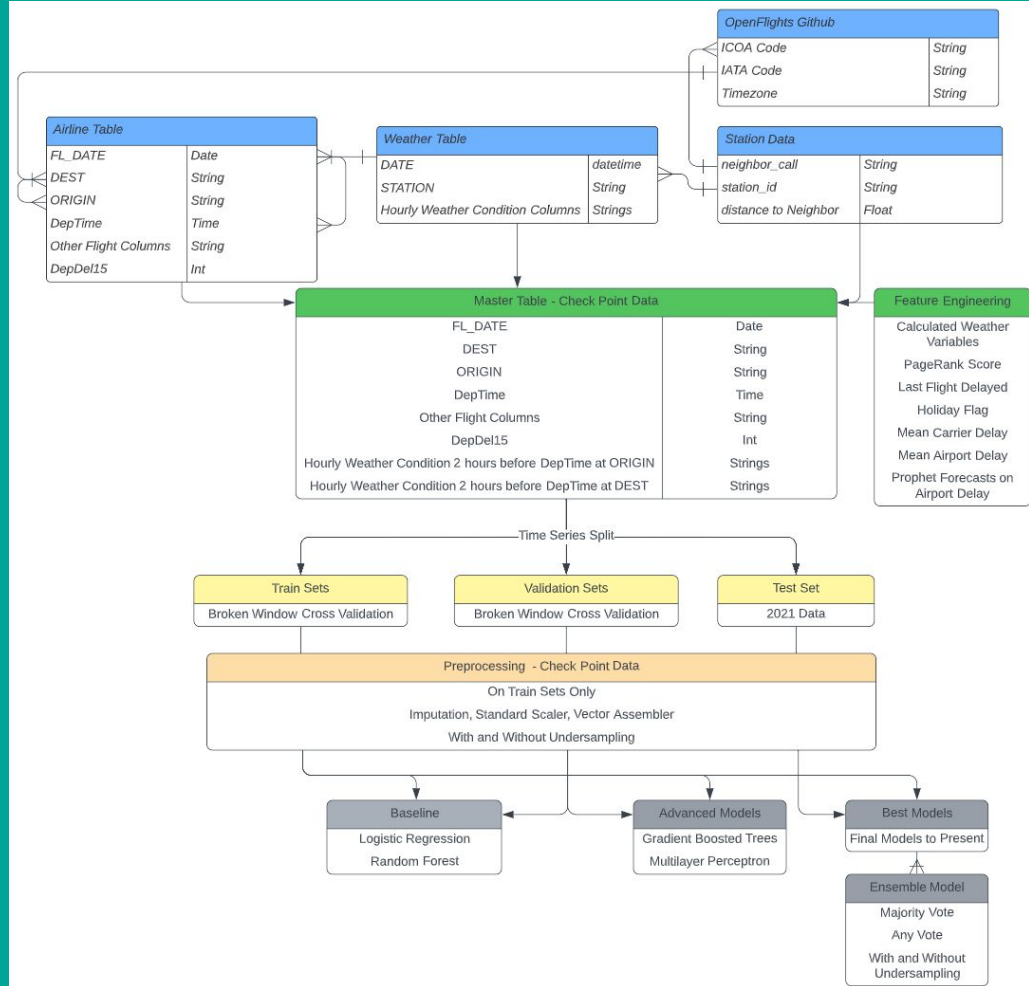 OpenFlights Github
ICOA Code String
IATA Code String
Timezone String
Airline Table
FL_DATE Date
DEST String
ORIGIN String
DepTime Time
Other Flight Columns String
DepDel15 Int
Weather Table
DATE datetime
STATION String
Hourly Weather Condition Columns Strings
Station Data
neighbor_call String
station_id String
distance to Neighbor Float
Master Table - Check Point Data
FL_DATE Date
DEST String
ORIGIN String
DepTime Time
Other Flight Columns String
DepDel15 Int
Hourly Weather Condition 2 hours before DepTime at ORIGIN Strings
Hourly Weather Condition 2 hours before DepTime at DEST Strings
Feature Engineering
Calculated Weather
Variables
PageRank Score
Last Flight Delayed
Holiday Flag
Mean Carrier Delay
Mean Airport Delay
Prophet Forecasts on
Airport Delay
Time Series Split
Train Sets
Broken Window Cross Validation
Validation Sets
Broken Window Cross Validation
Test Set
2021 Data
Preprocessing - Check Point Data
On Train Sets Only
Imputation, Standard Scaler, Vector Assembler
With and Without Undersampling
Baseline
Logistic Regression
Random Forest
Advanced Models
Gradient Boosted Trees
Multilayer Perceptron
Best Models
Final Models to Present
Ensemble Model
Majority Vote
Any Vote
With and Without
Undersampling